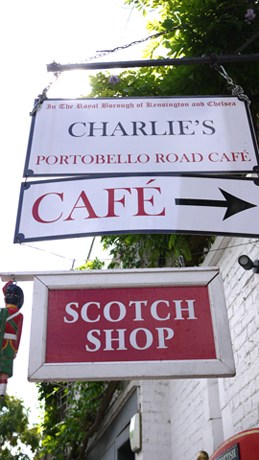 In The Royal Borough of Kensington and Chelsea
CHARLIE'S
PORTOBELLO ROAD CAFÉ
CAFÉ
SCOTCH
SHOP